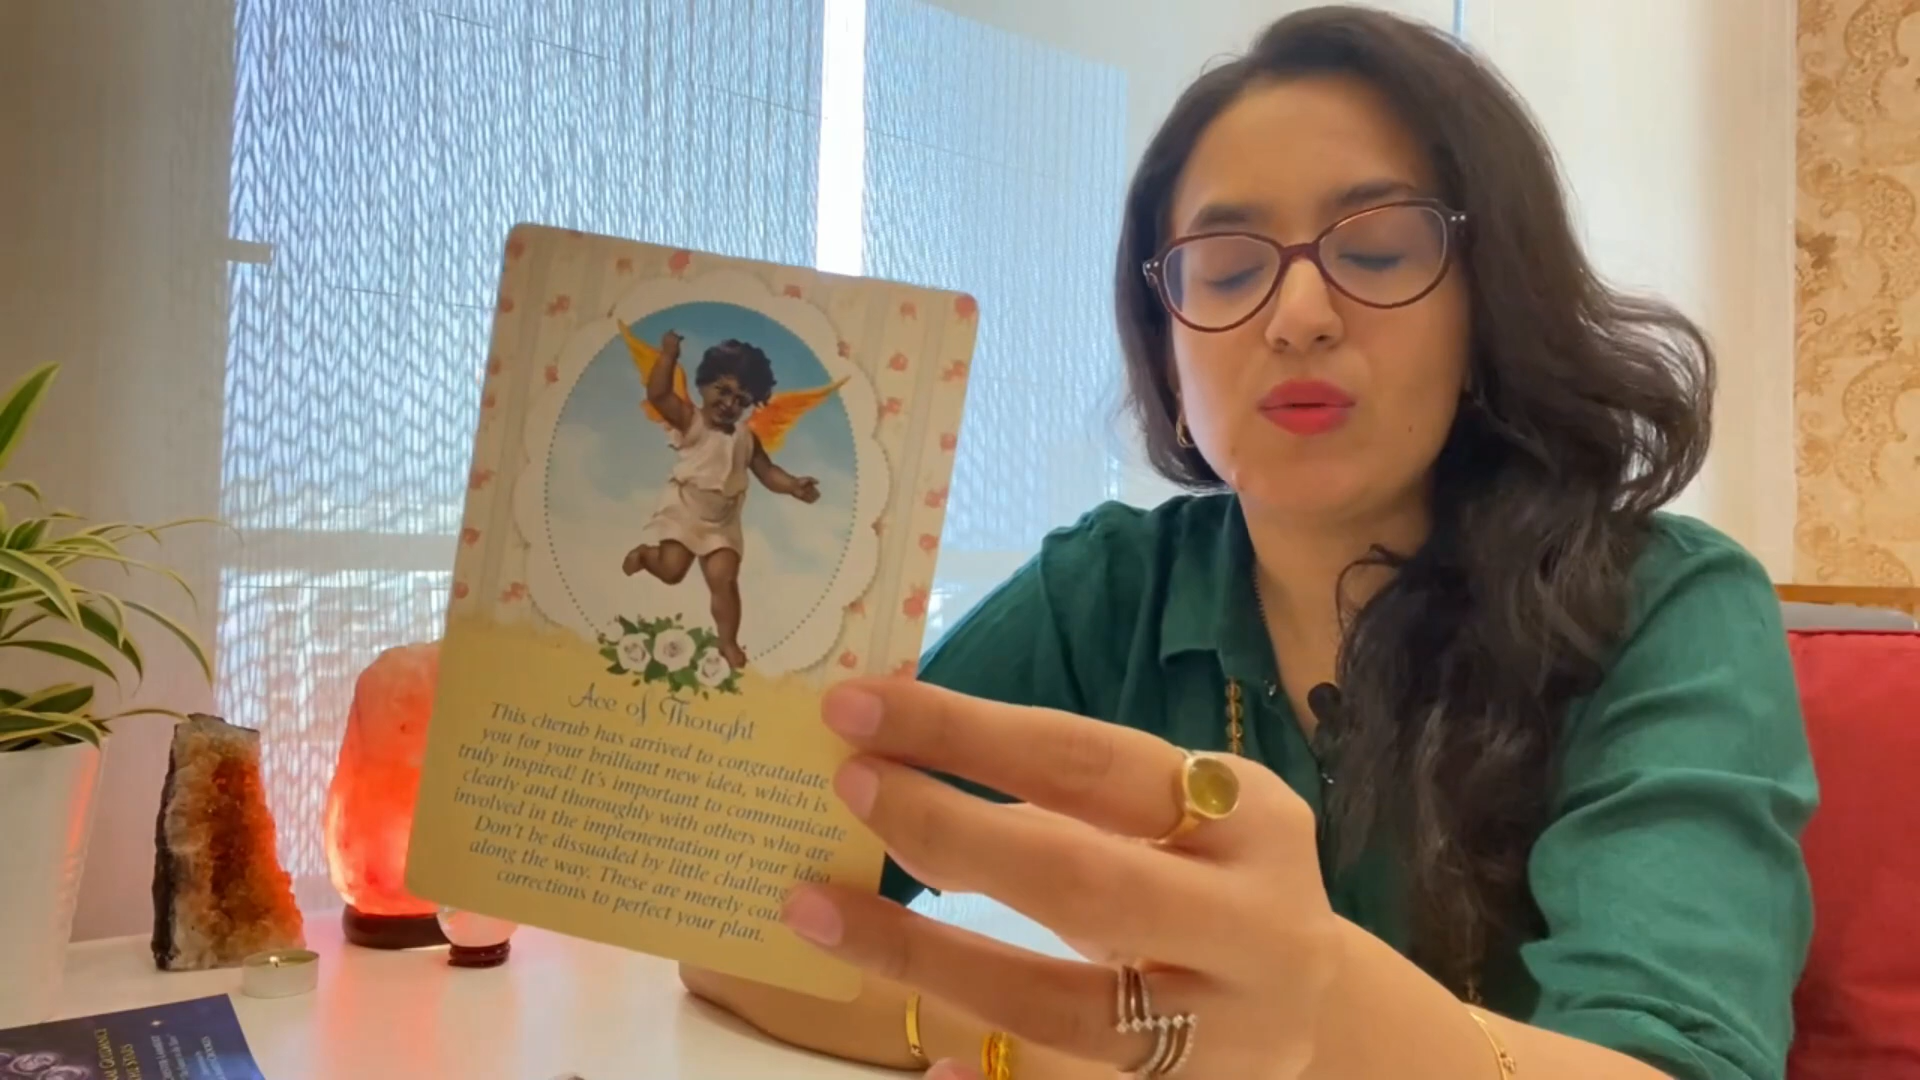 Ace of Thought
This cherub has arrived to congratulate
you for your brilliant new idea, which is
truly inspired! It's important to communicate
clearly and thoroughly with others who are
involved in the implementation of your idea.
Don't be dissuaded by little challeng
along the way. These are merely cou
corrections to perfect your plan.
GUIDANCE